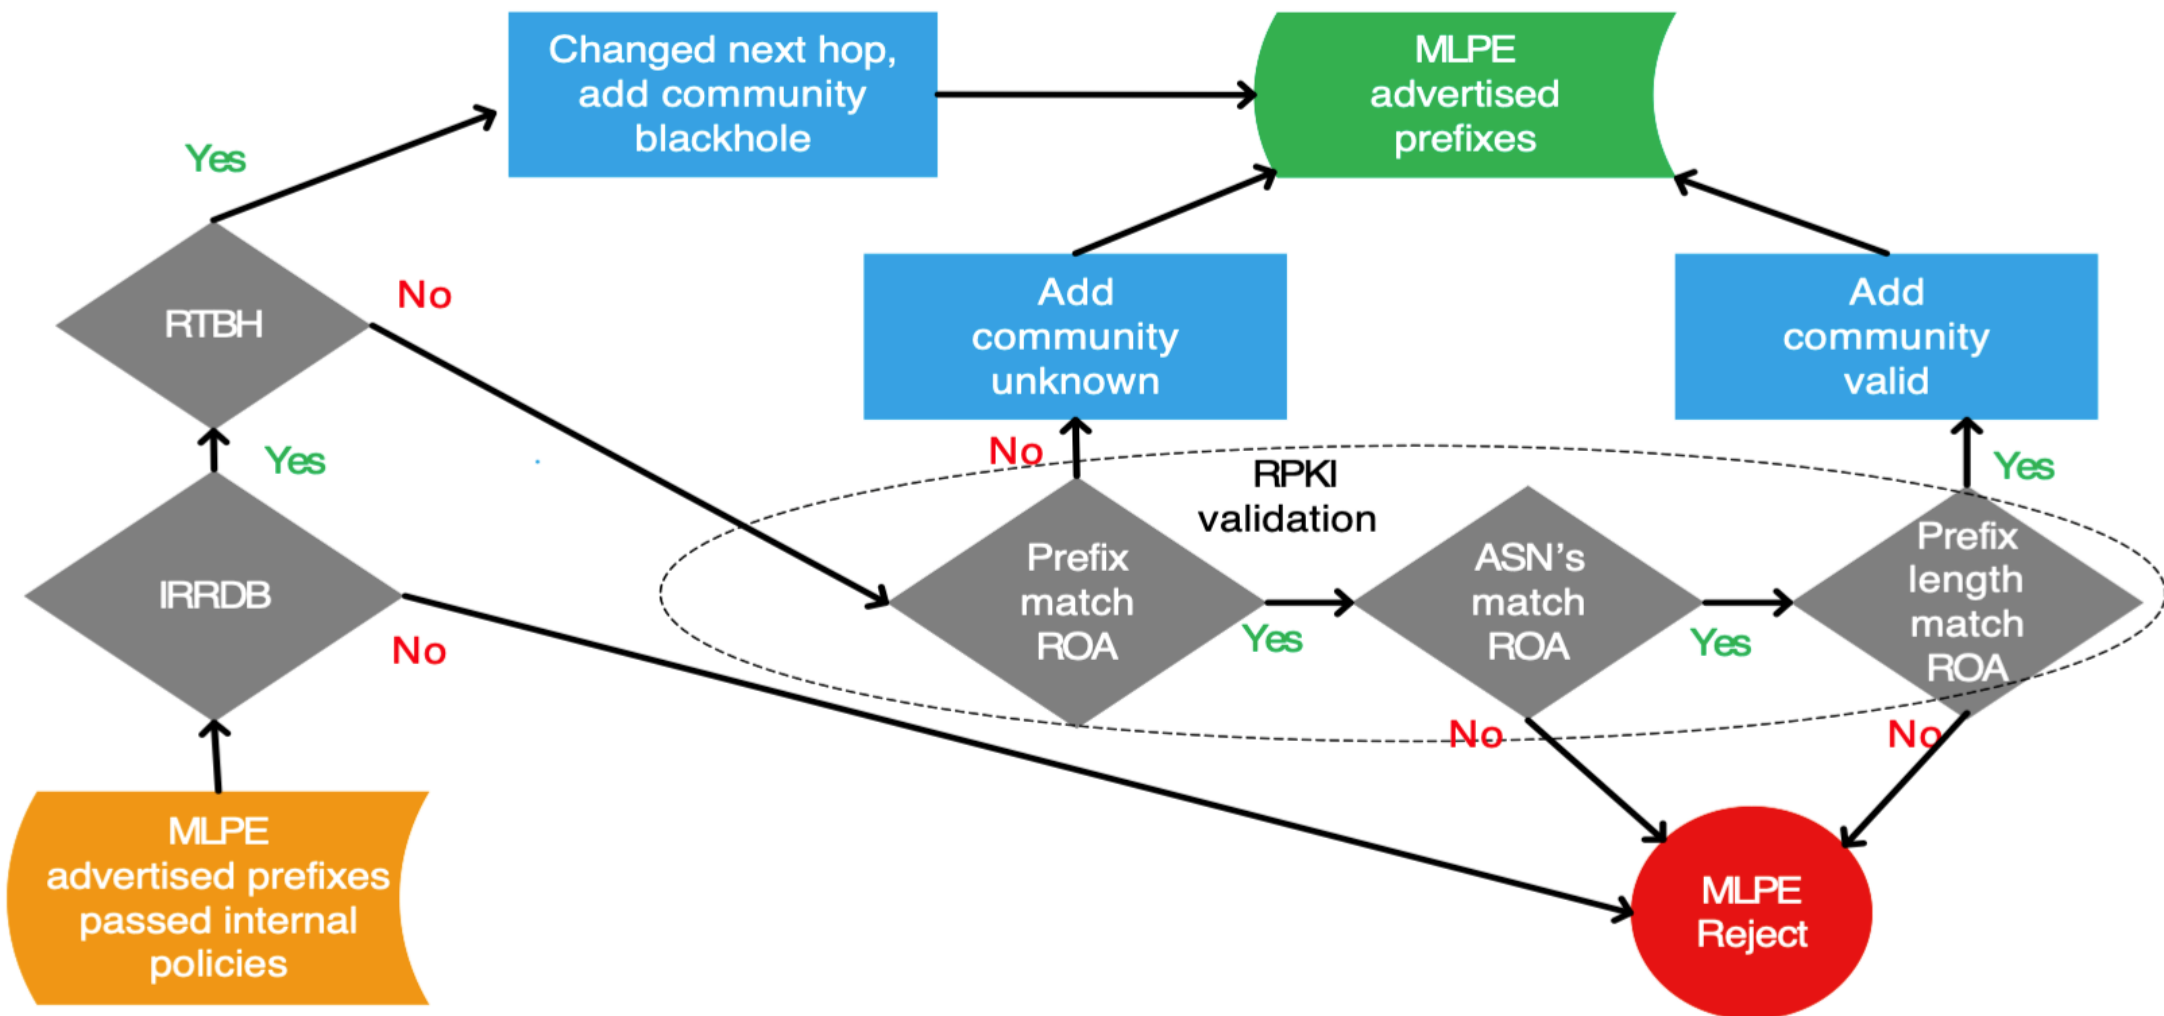 Changed next hop,
add community
blackhole
MLPE
advertised
prefixes
Yes
RTBH
No
Add
community
unknown
Add
community
valid
No
RPKI
validation
Yes
Yes
IRRDB
No
Prefix
match
ROA
Yes
ASN’s
match
ROA
Yes
Prefix
length
match
ROA
No
No
MLPE
advertised prefixes
passed internal
policies
MLPE
Reject